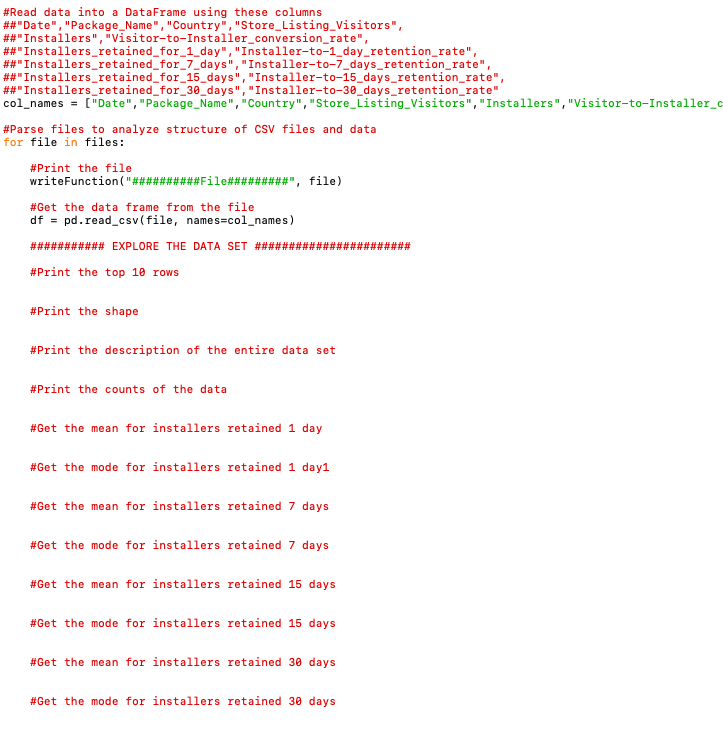 #Read data into a DataFrame using these columns
##"Date","Package_Name","Country","Store_Listing_Visitors",
##"Installers","Visitor-to-Installer_conversion_rate",
##"Installers_retained_for_1_day","Installer-to-1_day_retention_rate",
##"Installers_retained_for_7_days","Installer-to-7_days_retention_rate",
##"Installers_retained_for_15_days","Installer-to-15_days_retention_rate",
##"Installers_retained_for_30_days","Installer-to-30_days_retention_rate"
col_names = ["Date","Package_Name","Country","Store_Listing_Visitors","Installers","Visitor-to-Installer_c
#Parse files to analyze structure of CSV files and data
for file in files:
#Print the file
writeFunction("##########File#########", file)
#Get the data frame from the file
df = pd.read_csv(file, names=col_names)
########### EXPLORE THE DATA SET #######################
#Print the top 10 rows
#Print the shape
#Print the description of the entire data set
#Print the counts of the data
#Get the mean for installers retained 1 day
#Get the mode for installers retained 1 day1
#Get the mean for installers retained 7 days
#Get the mode for installers retained 7 days
#Get the mean for installers retained 15 days
#Get the mode for installers retained 15 days
#Get the mean for installers retained 30 days
#Get the mode for installers retained 30 days